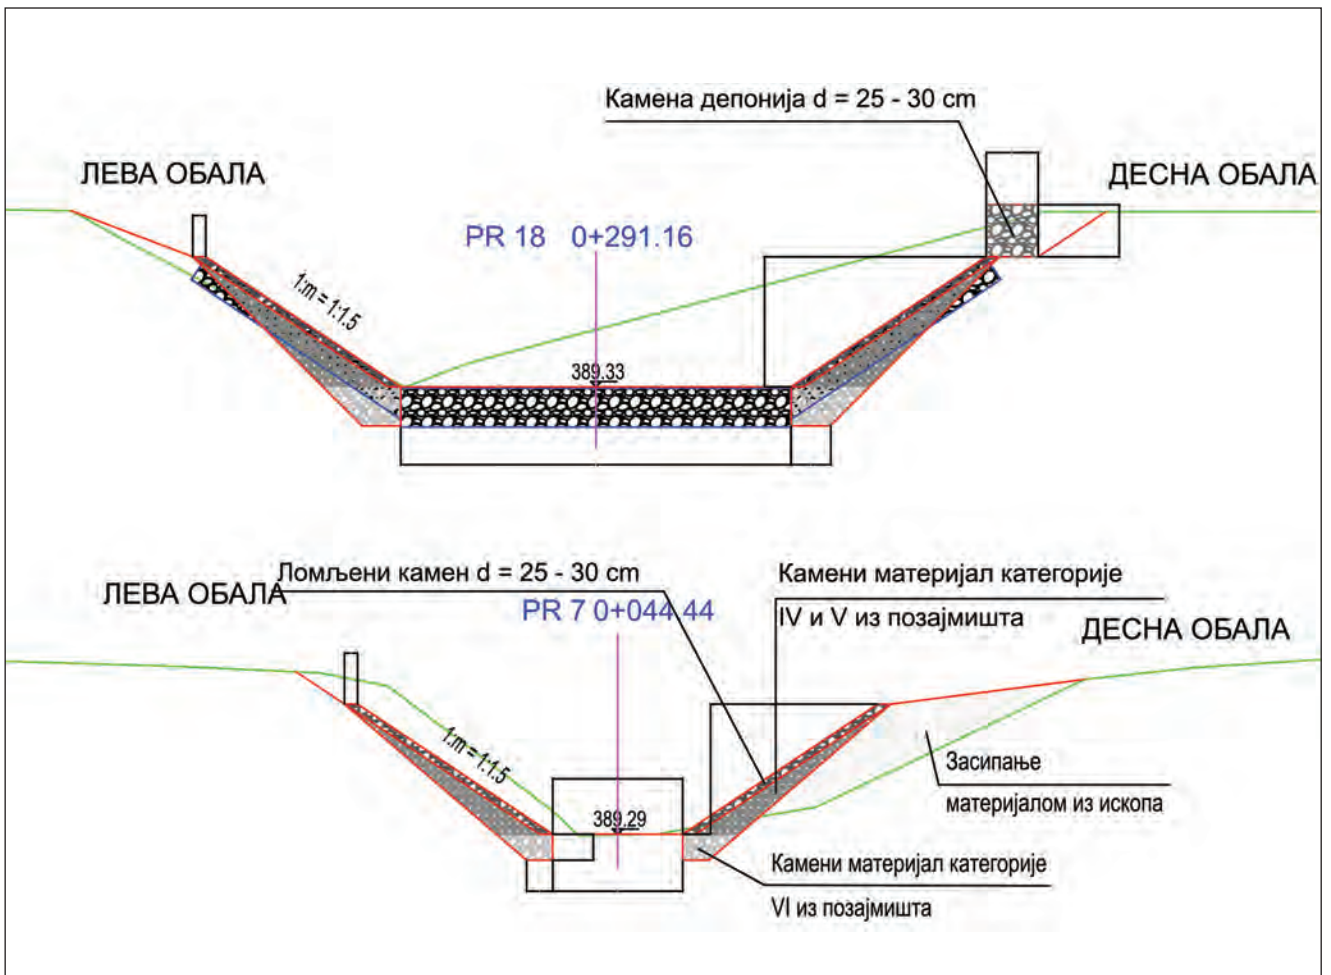 Камена депонија d = 25 - 30 cm
ЛЕВА ОБАЛА
ДЕСНА ОБАЛА
PR 18 0+291.16
1:m = 1:1.5
389.33
Ломљени камен d = 25 - 30 cm
Камени материјал категорије
IV и V из позајмишта
ЛЕВА ОБАЛА
PR 7 0+044.44
ДЕСНА ОБАЛА
1:m = 1:1.5
Засипање
материјалом из ископа
389.29
Камени материјал категорије
VI из позајмишта